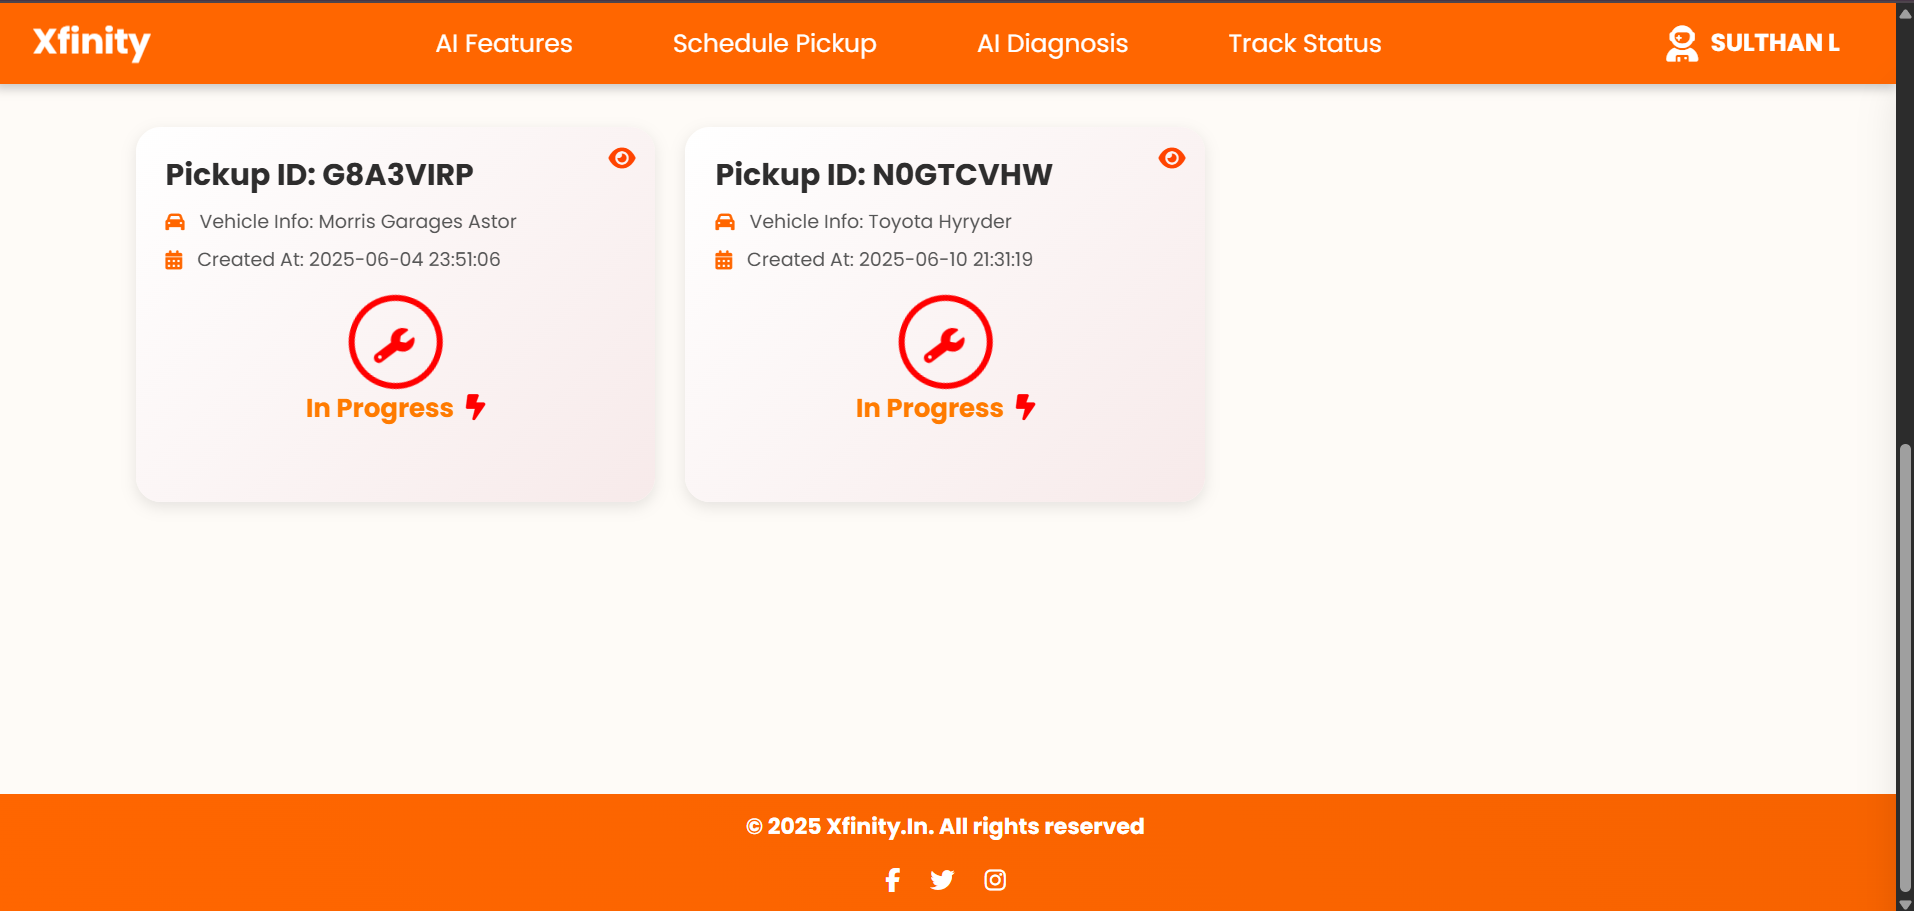 Xfinity
AI Features
Schedule Pickup
AI Diagnosis
Track Status
SULTHAN L
Pickup ID: G8A3VIRP
Vehicle Info: Morris Garages Astor
Created At: 2025-06-04 23:51:06
In Progress
Pickup ID: N0GTCVHW
Vehicle Info: Toyota Hyryder
Created At: 2025-06-10 21:31:19
In Progress
© 2025 Xfinity.In. All rights reserved